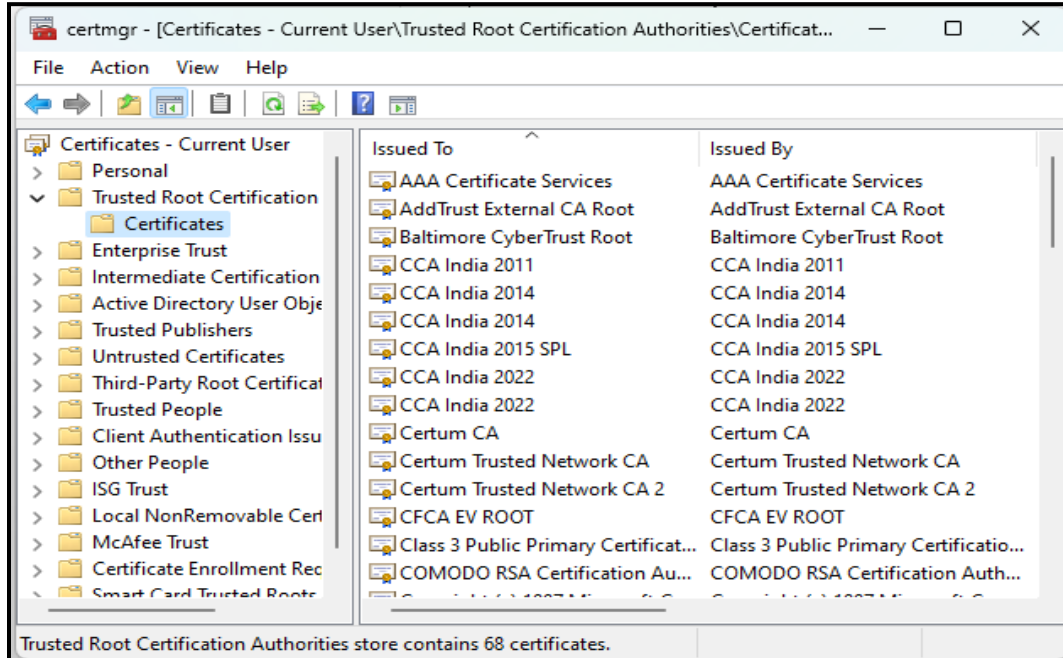 certmgr - [Certificates - Current User\Trusted Root Certification Authorities\Certificat...
File Action View Help
Certificates - Current User
Personal
Trusted Root Certification
Certificates
Enterprise Trust
Intermediate Certification
Active Directory User Obje
Trusted Publishers
Untrusted Certificates
Third-Party Root Certificat
Trusted People
Client Authentication Issu
Other People
ISG Trust
Local NonRemovable Cert
McAfee Trust
Certificate Enrollment Rec
Smart Card Trusted Roots
Issued To Issued By
AAA Certificate Services AAA Certificate Services
AddTrust External CA Root AddTrust External CA Root
Baltimore CyberTrust Root Baltimore CyberTrust Root
CCA India 2011 CCA India 2011
CCA India 2014 CCA India 2014
CCA India 2014 CCA India 2014
CCA India 2015 SPL CCA India 2015 SPL
CCA India 2022 CCA India 2022
CCA India 2022 CCA India 2022
Certum CA Certum CA
Certum Trusted Network CA Certum Trusted Network CA
Certum Trusted Network CA 2 Certum Trusted Network CA 2
CFCA EV ROOT CFCA EV ROOT
Class 3 Public Primary Certificat... Class 3 Public Primary Certificatio...
COMODO RSA Certification Au... COMODO RSA Certification Auth...
Trusted Root Certification Authorities store contains 68 certificates.